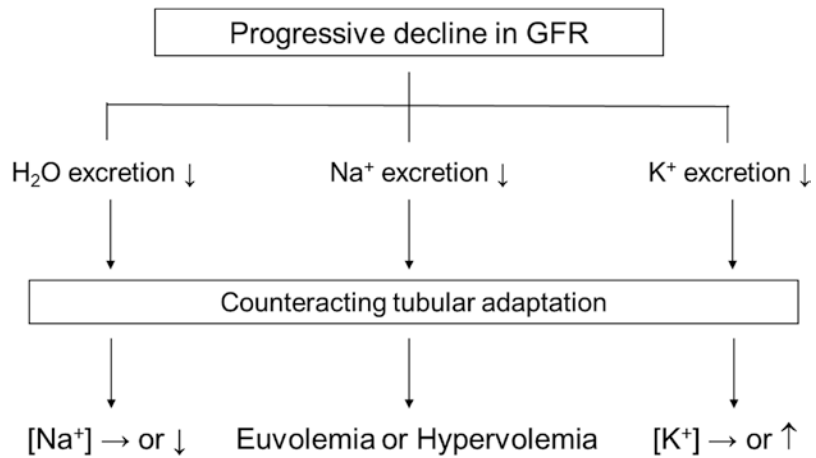 Progressive decline in GFR
H₂O excretion ↓ Na⁺ excretion ↓ K⁺ excretion ↓
Counteracting tubular adaptation
[Na⁺] → or ↓ Euvolemia or Hypervolemia [K⁺] → or ↑